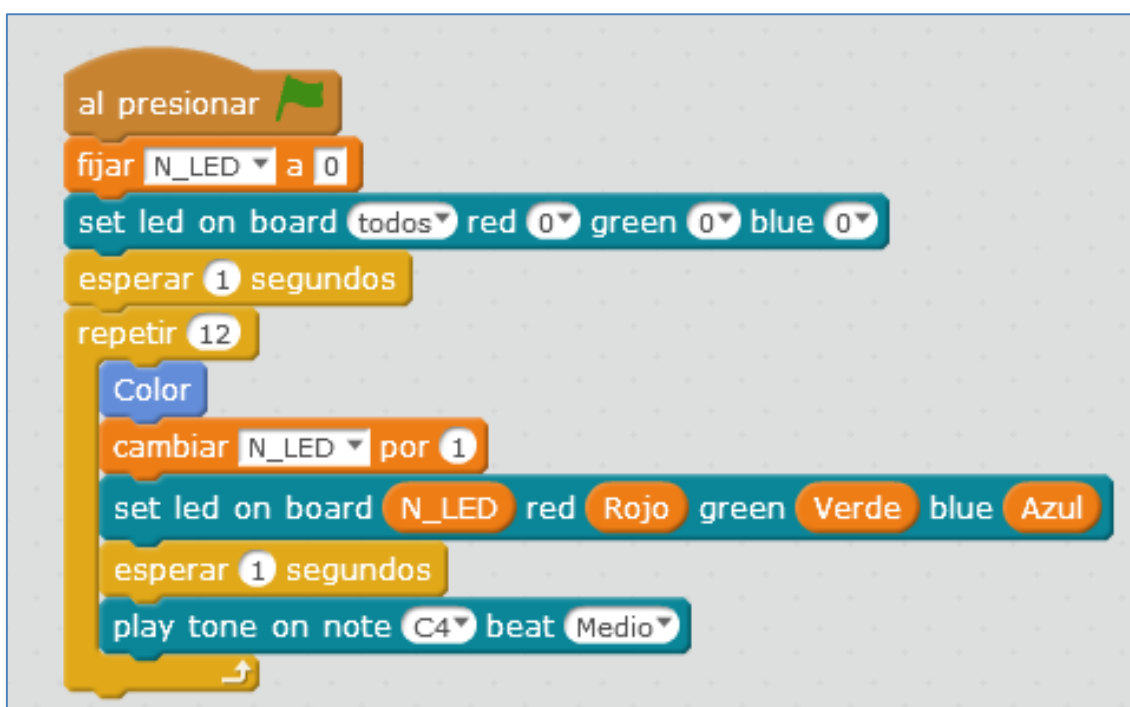 al presionar
fijar N_LED a 0
set led on board todos red 0 green 0 blue 0
esperar 1 segundos
repetir 12
Color
cambiar N_LED por 1
set led on board N_LED red Rojo green Verde blue Azul
esperar 1 segundos
play tone on note C4 beat Medio